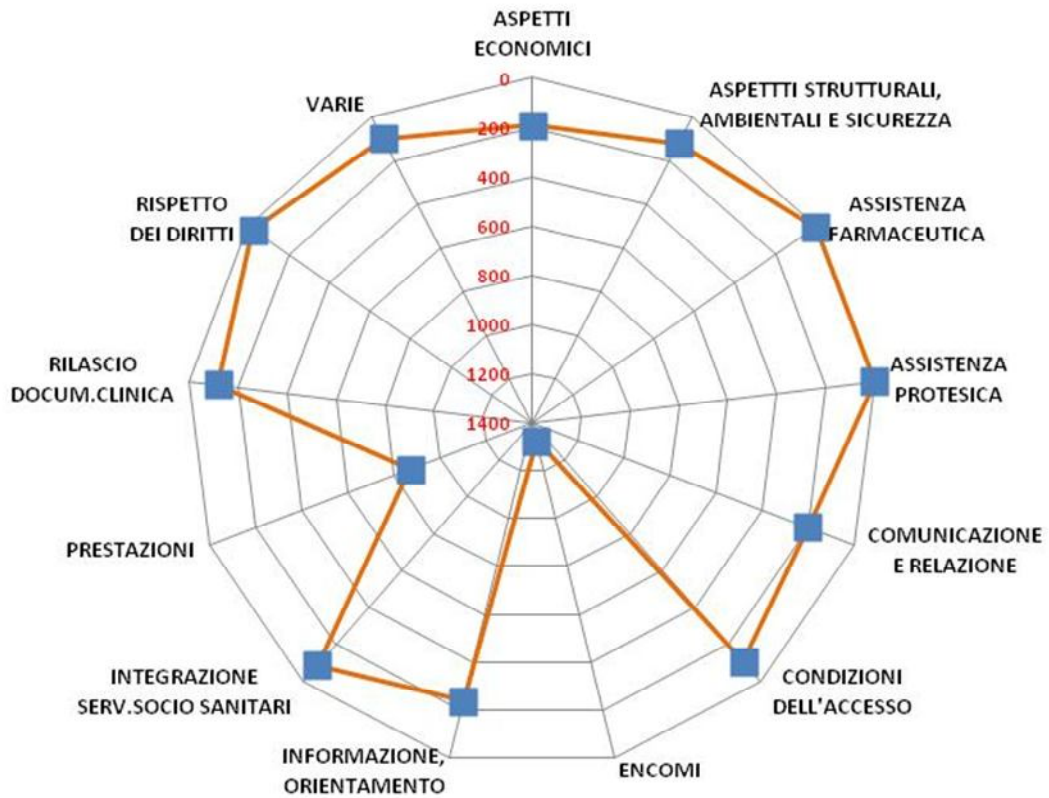 ASPETTI
ECONOMICI
ASPETTTI STRUTTURALI,
AMBIENTALI E SICUREZZA
ASSISTENZA
FARMACEUTICA
ASSISTENZA
PROTESICA
COMUNICAZIONE
E RELAZIONE
CONDIZIONI
DELL'ACCESSO
ENCOMI
INFORMAZIONE,
ORIENTAMENTO
INTEGRAZIONE
SERV.SOCIO SANITARI
PRESTAZIONI
RILASCIO
DOCUM.CLINICA
RISPETTO
DEI DIRITTI
VARIE
0
200
400
600
800
1000
1200
1400